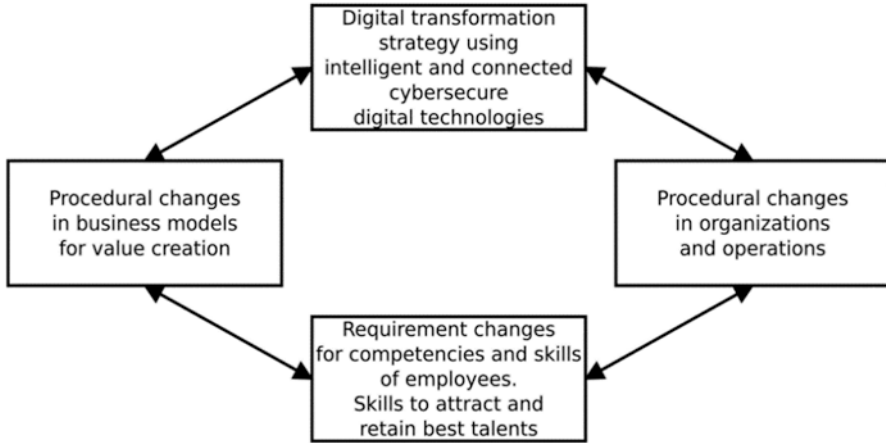 Digital transformation
strategy using
intelligent and connected
cybersecure
digital technologies
Procedural changes
in business models
for value creation
Procedural changes
in organizations
and operations
Requirement changes
for competencies and skills
of employees.
Skills to attract and
retain best talents